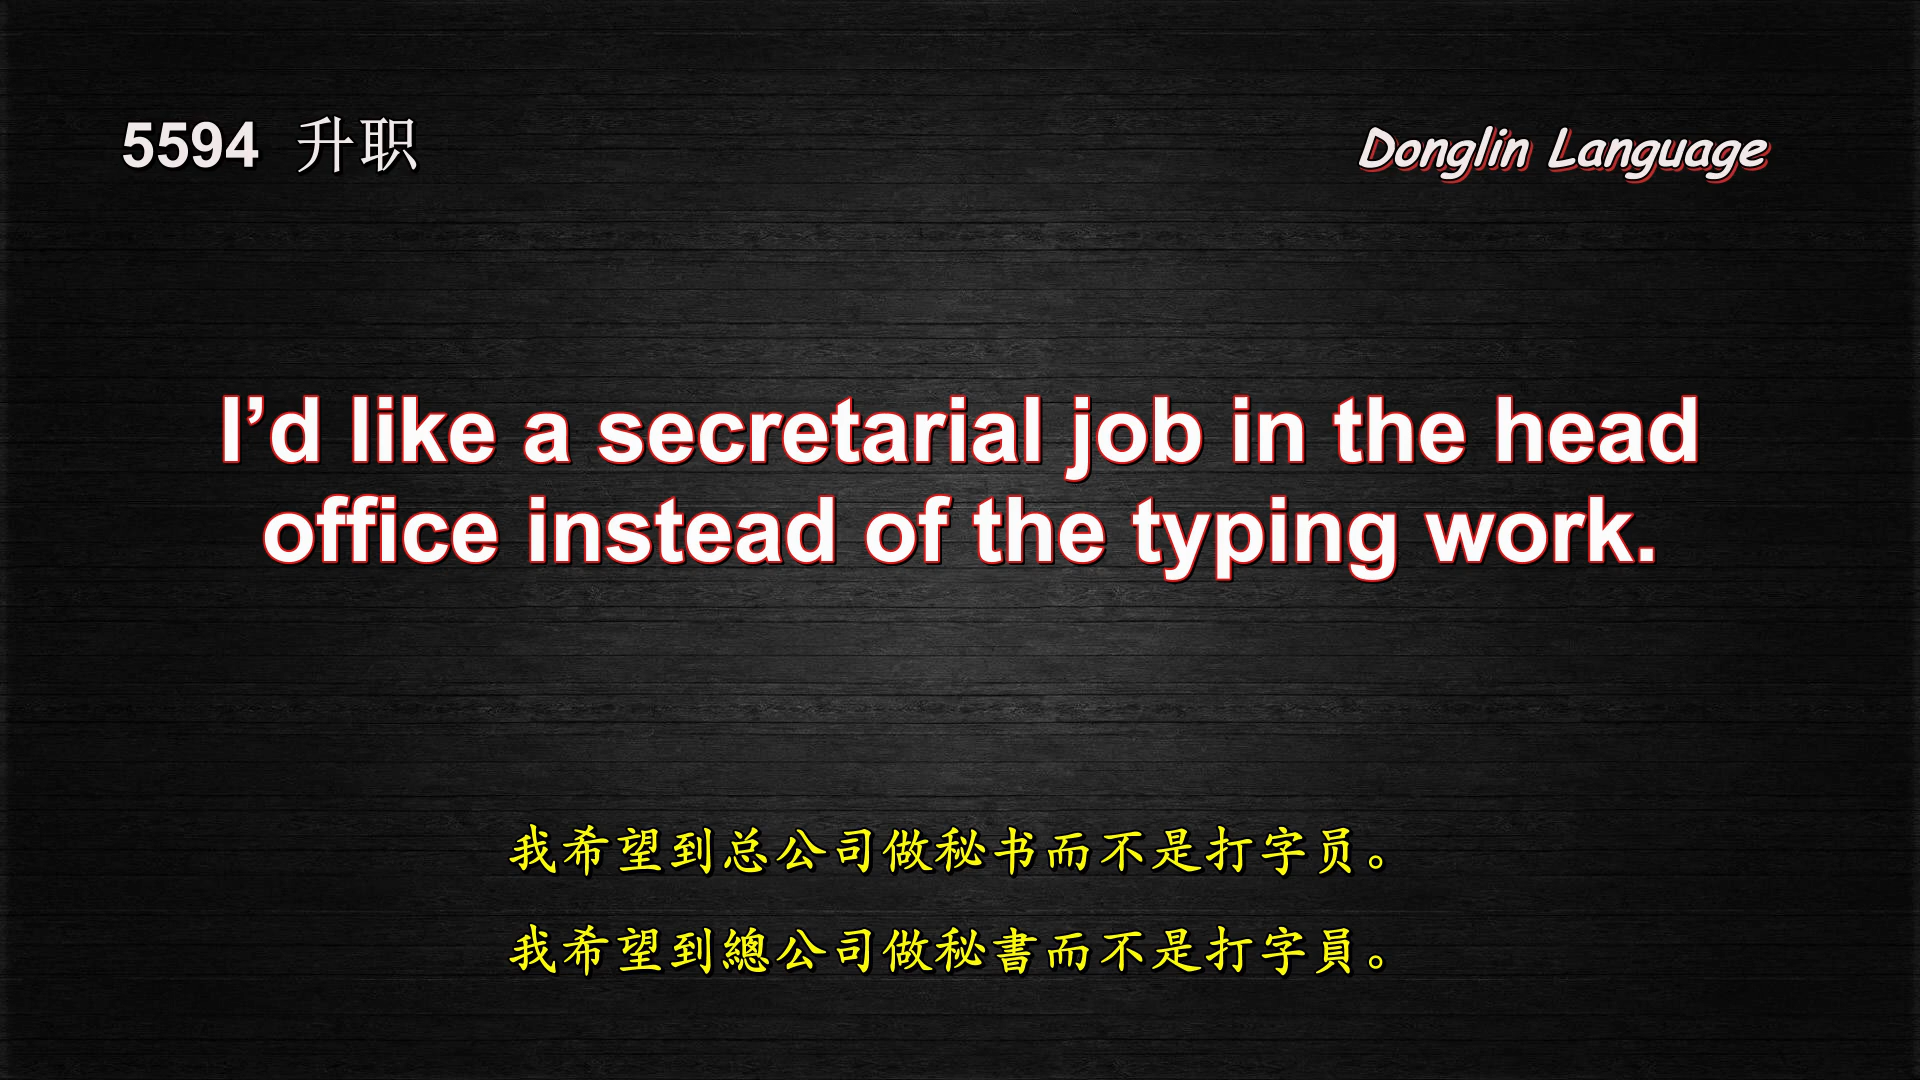 5594 升职
Donglin Language
I’d like a secretarial job in the head
office instead of the typing work.
我希望到总公司做秘书而不是打字员。
我希望到總公司做秘書而不是打字員。